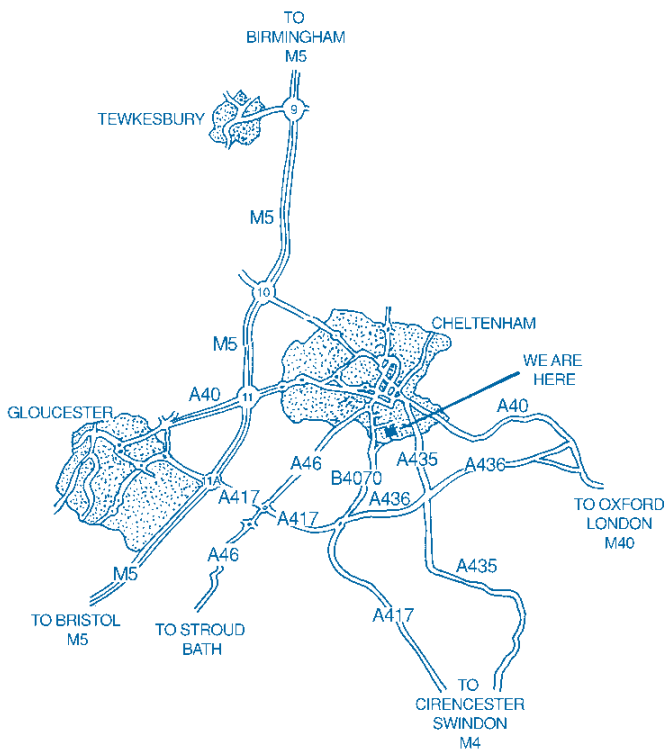 TO
BIRMINGHAM
M5
9
TEWKESBURY
M5
10
CHELTENHAM
M5
WE ARE
HERE
A40
11
GLOUCESTER
A40
A46
A435
A436
11A
A417
B4070
A436
A417
TO OXFORD
LONDON
M40
A46
M5
A435
A417
TO BRISTOL
M5
TO STROUD
BATH
TO
CIRENCESTER
SWINDON
M4